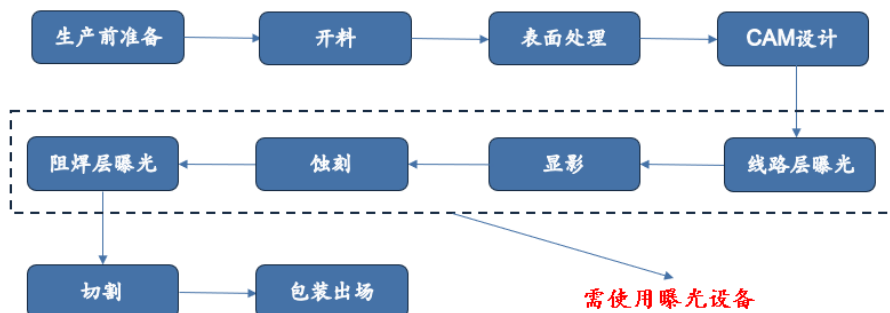 生产前准备
开料
表面处理
CAM设计
线路层曝光
显影
蚀刻
阻焊层曝光
切割
包装出场
需使用曝光设备